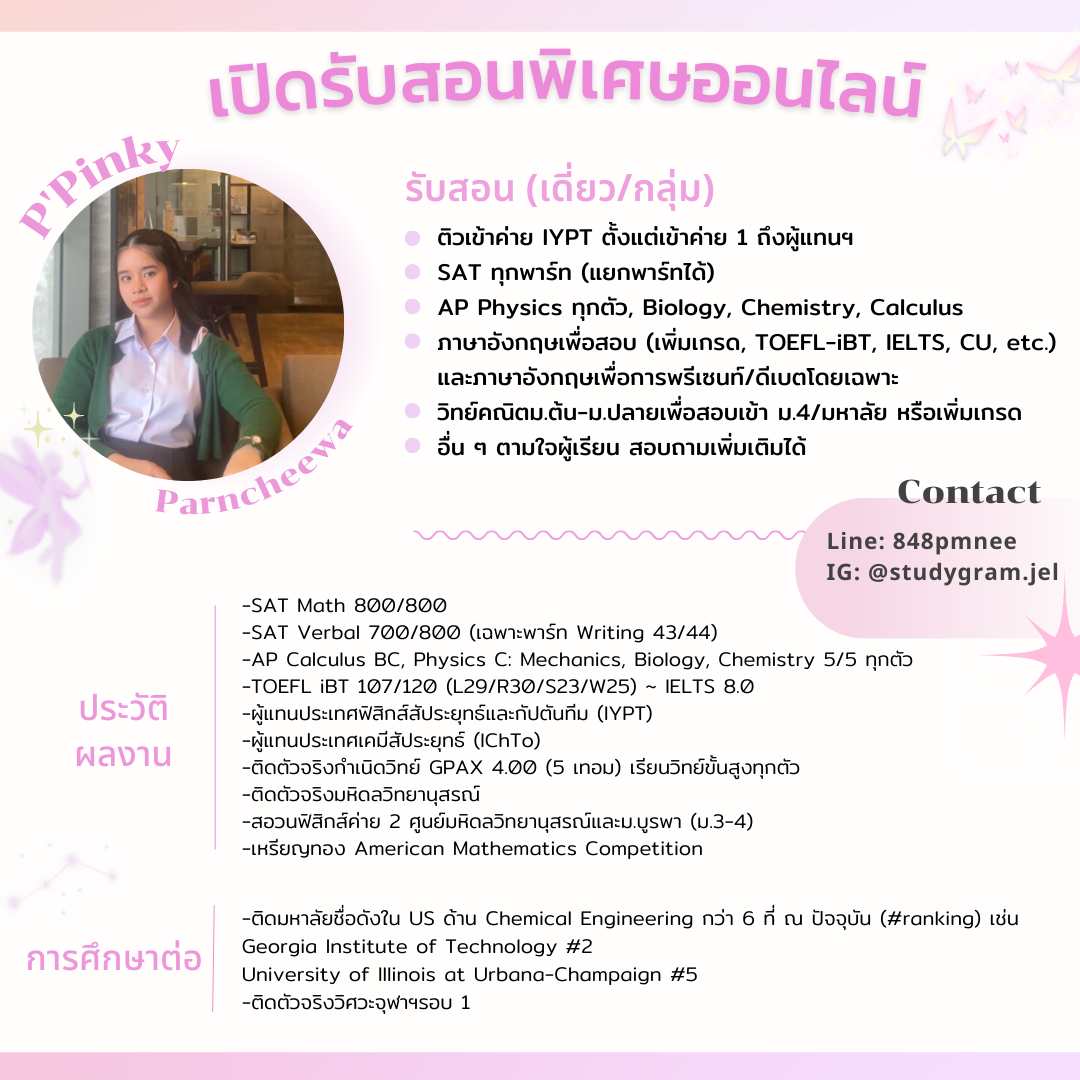 เปิดรับสอนพิเศษออนไลน์
P'Pinky
Parncheewa
รับสอน (เดี่ยว/กลุ่ม)
ติวเข้าค่าย IYPT ตั้งแต่เข้าค่าย 1 ถึงผู้แทนฯ
SAT ทุกพาร์ท (แยกพาร์ทได้)
AP Physics ทุกตัว, Biology, Chemistry, Calculus
ภาษาอังกฤษเพื่อสอบ (เพิ่มเกรด, TOEFL-iBT, IELTS, CU, etc.)
และภาษาอังกฤษเพื่อการพรีเซนท์/ดีเบตโดยเฉพาะ
วิทย์คณิตม.ต้น-ม.ปลายเพื่อสอบเข้า ม.4/มหาลัย หรือเพิ่มเกรด
อื่น ๆ ตามใจผู้เรียน สอบถามเพิ่มเติมได้
Contact
Line: 848pmnee
IG: @studygram.jel
ประวัติ
ผลงาน
-SAT Math 800/800
-SAT Verbal 700/800 (เฉพาะพาร์ท Writing 43/44)
-AP Calculus BC, Physics C: Mechanics, Biology, Chemistry 5/5 ทุกตัว
-TOEFL iBT 107/120 (L29/R30/S23/W25) ~ IELTS 8.0
-ผู้แทนประเทศฟิสิกส์สัประยุทธ์และกัปตันทีม (IYPT)
-ผู้แทนประเทศเคมีสัประยุทธ์ (IChTo)
-ติดตัวจริงกำเนิดวิทย์ GPAX 4.00 (5 เทอม) เรียนวิทย์ขั้นสูงทุกตัว
-ติดตัวจริงมหิดลวิทยานุสรณ์
-สอวนฟิสิกส์ค่าย 2 ศูนย์มหิดลวิทยานุสรณ์และม.บูรพา (ม.3-4)
-เหรียญทอง American Mathematics Competition
การศึกษาต่อ
-ติดมหาลัยชื่อดังใน US ด้าน Chemical Engineering กว่า 6 ที่ ณ ปัจจุบัน (#ranking) เช่น
Georgia Institute of Technology #2
University of Illinois at Urbana-Champaign #5
-ติดตัวจริงวิศวะจุฬาฯรอบ 1